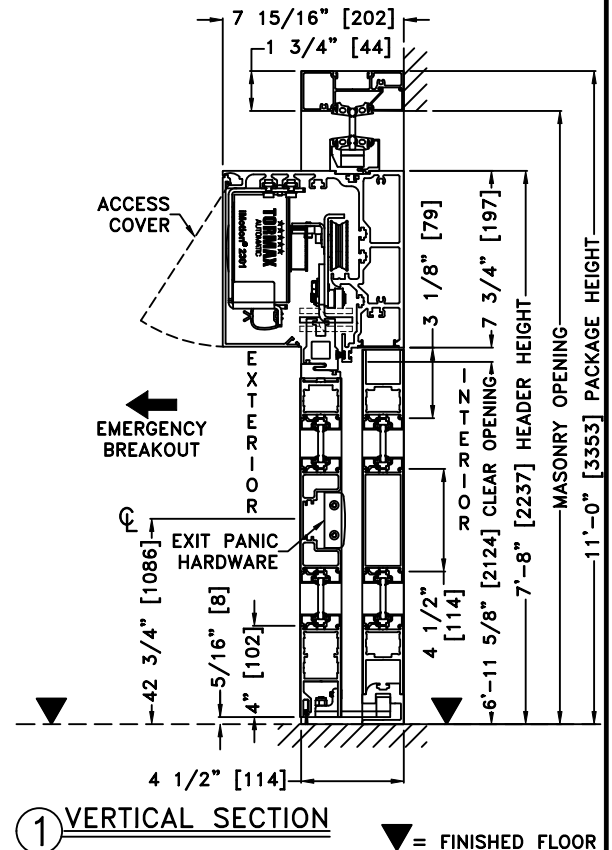 7 15/16" [202]
1 3/4" [44]
ACCESS
COVER
TORMAX
AUTOMATIC
iMotion® 2301
3 1/8" [79]
7 3/4" [197]
EXTERIOR
INTERIOR
EMERGENCY
BREAKOUT
℄
EXIT PANIC
HARDWARE
42 3/4" [1086]
5/16" [8]
4" [102]
4 1/2"
[114]
6'-11 5/8" [2124] CLEAR OPENING
7'-8" [2237] HEADER HEIGHT
MASONRY OPENING
11'-0" [3353] PACKAGE HEIGHT
4 1/2" [114]
1 VERTICAL SECTION
= FINISHED FLOOR